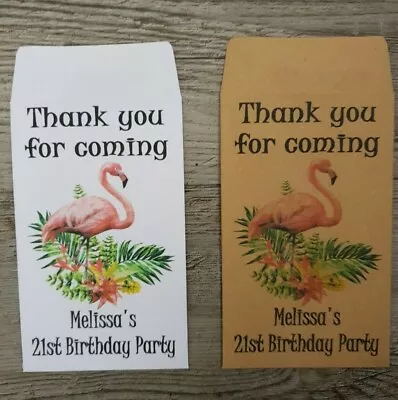 Thank you
for coming
Melissa's
21st Birthday Party
Thank you
for coming
Melissa's
21st Birthday Party